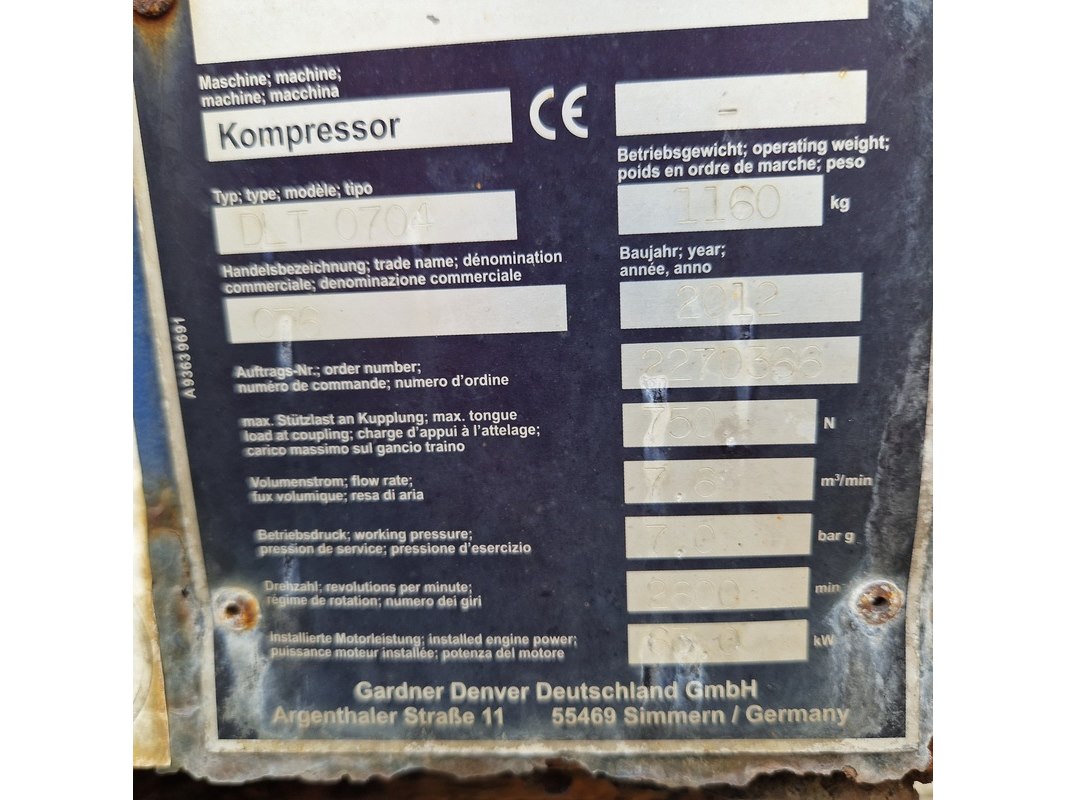 Maschine; machine;
machine; macchina
Kompressor
CE
-
Betriebsgewicht; operating weight;
poids en ordre de marche; peso
1160 kg
Typ; type; modèle; tipo
DLT 0704
Baujahr; year;
année, anno
2012
Handelsbezeichnung; trade name; dénomination
commerciale; denominazione commerciale
A93639691
Auftrags-Nr.; order number;
numéro de commande; numero d'ordine
max. Stützlast an Kupplung; max. tongue
load at coupling; charge d'appui à l'attelage;
carico massimo sul gancio traino
750 N
Volumenstrom; flow rate;
fux volumique; resa di aria
m³/min
Betriebsdruck; working pressure;
pression de service; pressione d'esercizio
7.0 bar g
Drehzahl; revolutions per minute;
régime de rotation; numero dei giri
min⁻
Installierte Motorleistung; installed engine power;
puissance moteur installée; potenza del motore
kW
Gardner Denver Deutschland GmbH
Argenthaler Straße 11 55469 Simmern / Germany